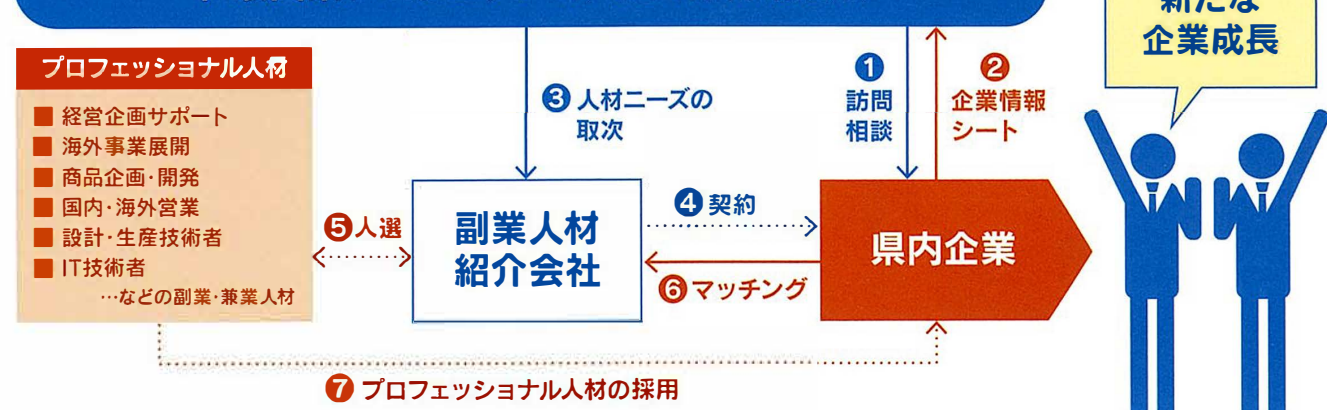 新たな
企業成長
プロフェッショナル人材
■ 経営企画サポート
■ 海外事業展開
■ 商品企画・開発
■ 国内・海外営業
■ 設計・生産技術者
■ IT技術者
…などの副業・兼業人材
❸人材ニーズの
取次
❶
訪問
相談
❷
企業情報
シート
❺人選
副業人材
紹介会社
❹契約
❻マッチング
県内企業
❼プロフェッショナル人材の採用